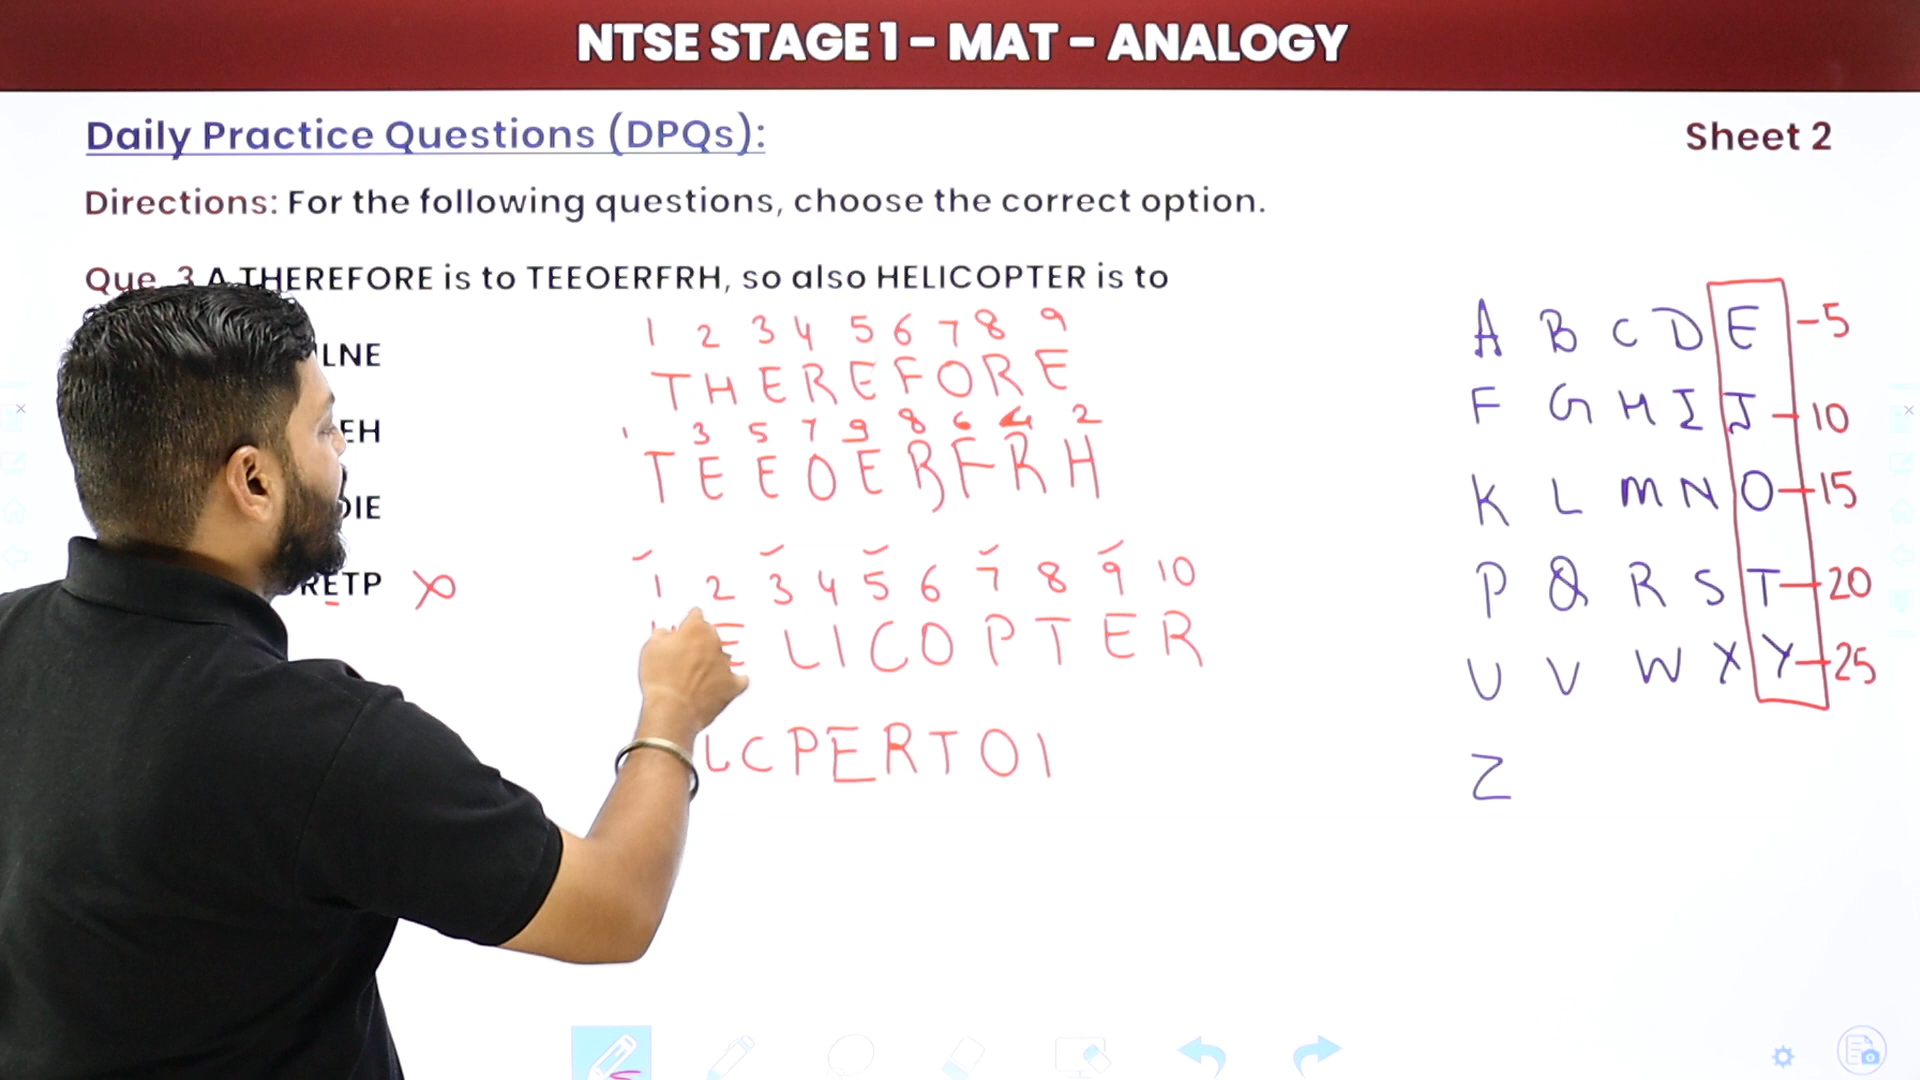 NTSE STAGE 1 - MAT - ANALOGY
Daily Practice Questions (DPQs):
Sheet 2
Directions: For the following questions, choose the correct option.
Que. 3 A THEREFORE is to TEEOERFRH, so also HELICOPTER is to
LNE
EH
DIE
RETP
1 2 3 4 5 6 7 8 9
THEREFORE
1 3 5 7 9 8 6 4 2
TEEOERFRH
1 2 3 4 5 6 7 8 9 10
ELICOPTER
LCPERTOI
A B C D E - 5
F G H I J - 10
K L M N O - 15
P Q R S T - 20
U V W X Y - 25
Z